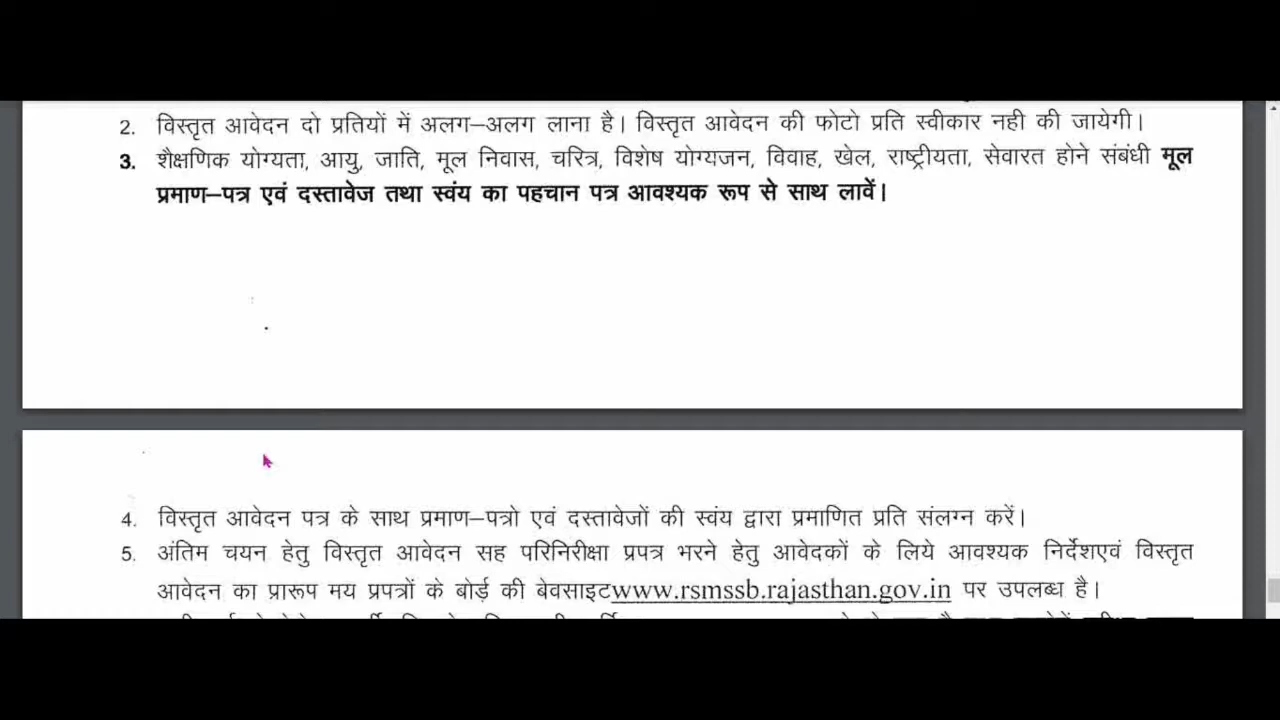 2. विस्तृत आवेदन दो प्रतियों में अलग–अलग लाना है। विस्तृत आवेदन की फोटो प्रति स्वीकार नही की जायेगी।
3. शैक्षणिक योग्यता, आयु, जाति, मूल निवास, चरित्र, विशेष योग्यजन, विवाह, खेल, राष्ट्रीयता, सेवारत होने संबंधी मूल
प्रमाण–पत्र एवं दस्तावेज तथा स्वंय का पहचान पत्र आवश्यक रूप से साथ लावें।
4. विस्तृत आवेदन पत्र के साथ प्रमाण–पत्रो एवं दस्तावेजों की स्वंय द्वारा प्रमाणित प्रति संलग्न करें।
5. अंतिम चयन हेतु विस्तृत आवेदन सह परिनिरीक्षा प्रपत्र भरने हेतु आवेदकों के लिये आवश्यक निर्देशएवं विस्तृत
आवेदन का प्रारूप मय प्रपत्रों के बोर्ड़ की बेवसाइटwww.rsmssb.rajasthan.gov.in पर उपलब्ध है।